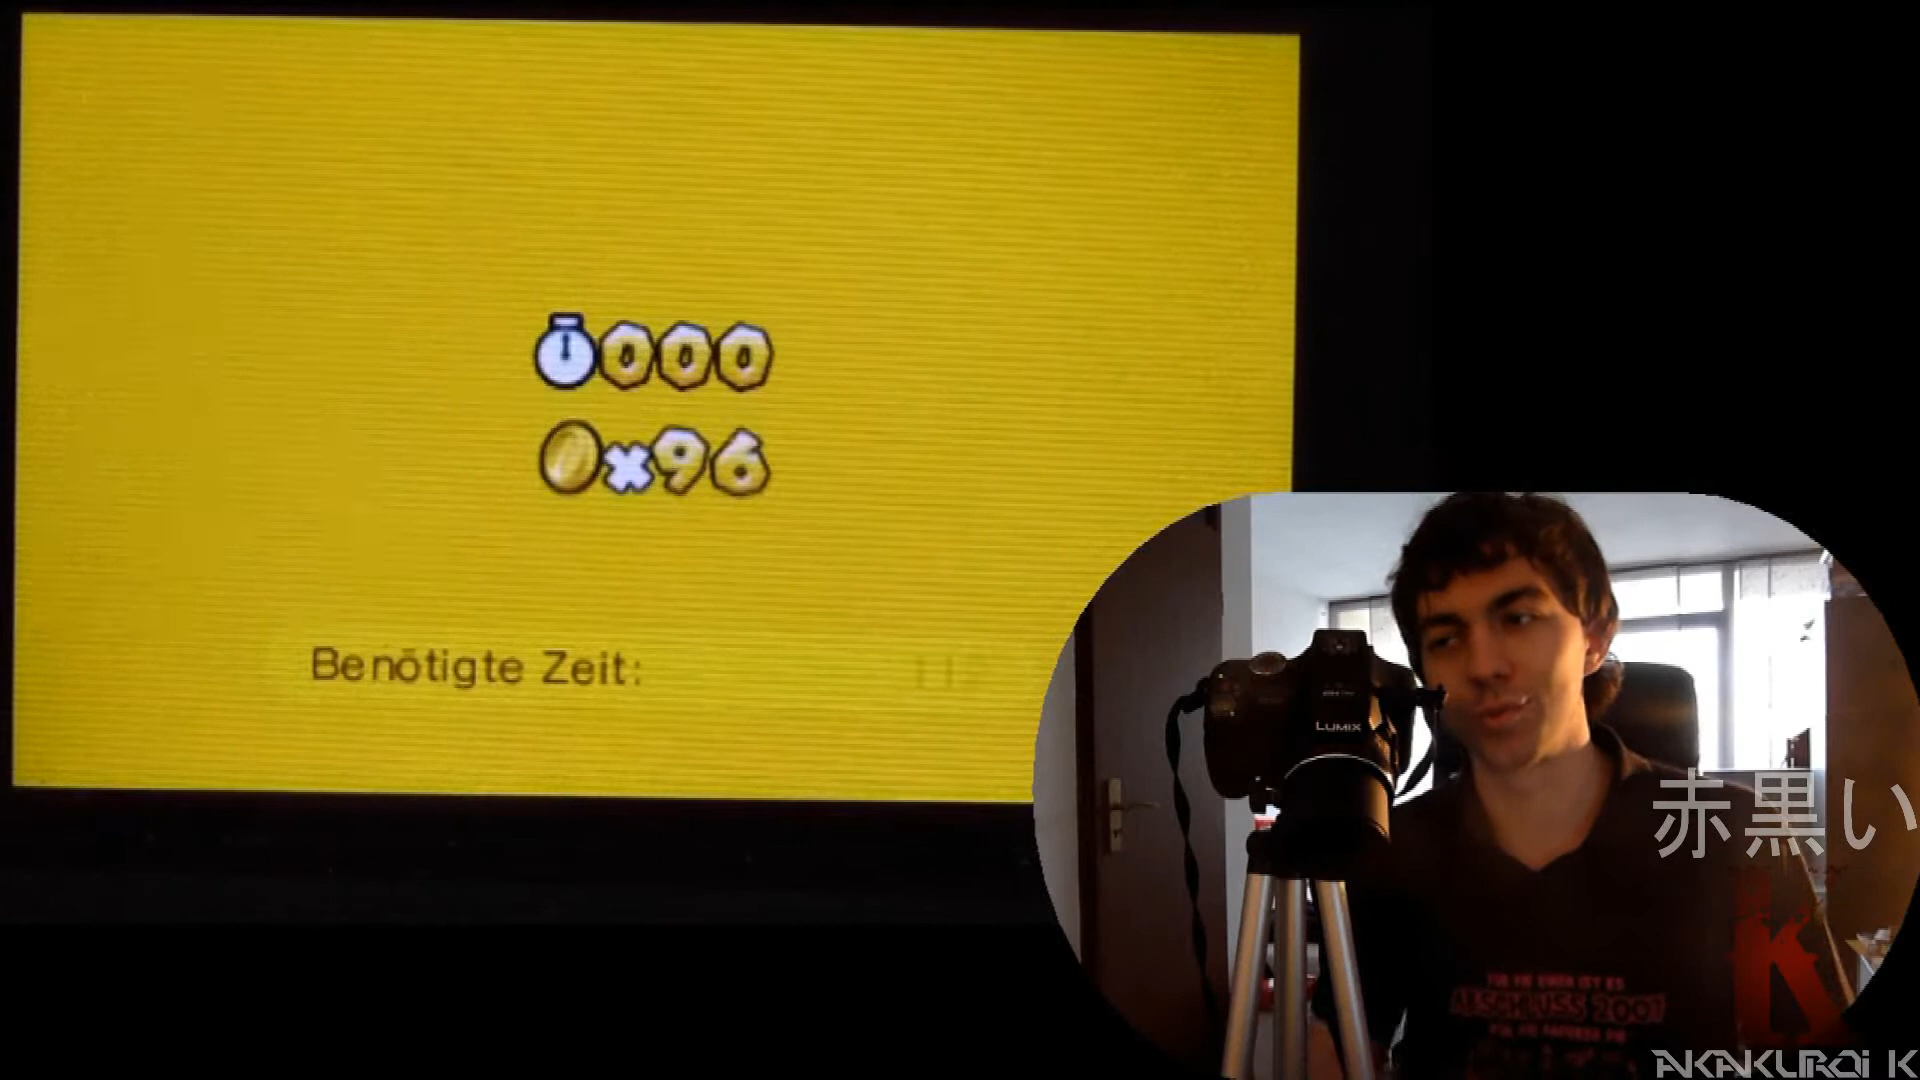 000
×96
Benötigte Zeit:
LUMIX
赤黒い
ABSCHLUSS 2007
K
AKAKUROI K